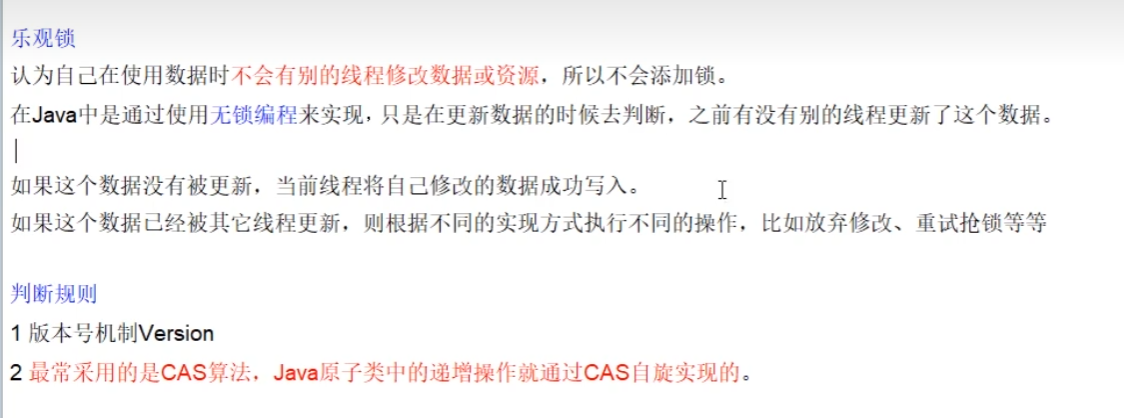 乐观锁
认为自己在使用数据时不会有别的线程修改数据或资源，所以不会添加锁。
在Java中是通过使用无锁编程来实现，只是在更新数据的时候去判断，之前有没有别的线程更新了这个数据。
如果这个数据没有被更新，当前线程将自己修改的数据成功写入。
如果这个数据已经被其它线程更新，则根据不同的实现方式执行不同的操作，比如放弃修改、重试抢锁等等
判断规则
1 版本号机制Version
2 最常采用的是CAS算法，Java原子类中的递增操作就通过CAS自旋实现的。